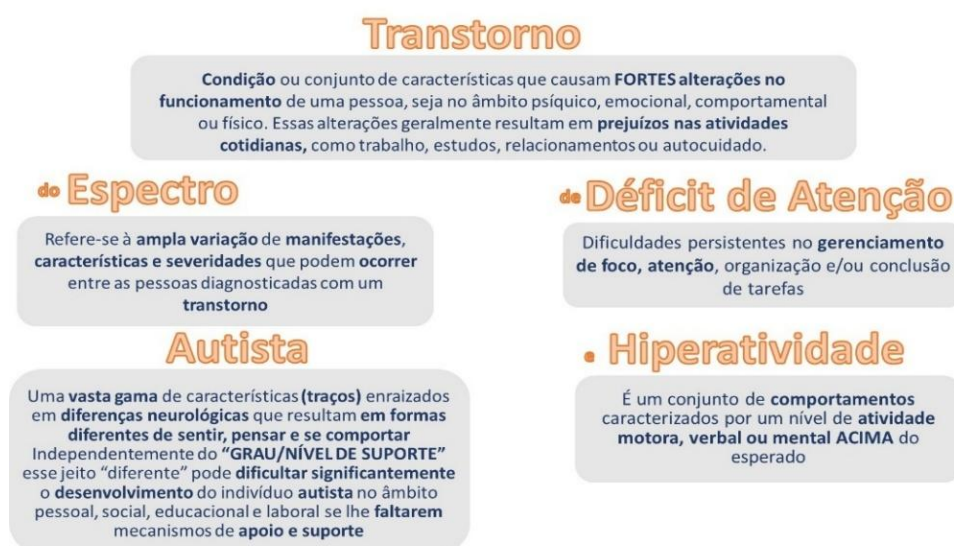 Transtorno
Condição ou conjunto de características que causam FORTES alterações no
funcionamento de uma pessoa, seja no âmbito psíquico, emocional, comportamental
ou físico. Essas alterações geralmente resultam em prejuízos nas atividades
cotidianas, como trabalho, estudos, relacionamentos ou autocuidado.
do Espectro
Refere-se à ampla variação de manifestações,
características e severidades que podem ocorrer
entre as pessoas diagnosticadas com um
transtorno
Autista
Uma vasta gama de características (traços) enraizados
em diferenças neurológicas que resultam em formas
diferentes de sentir, pensar e se comportar
Independentemente do “GRAU/NÍVEL DE SUPORTE”
esse jeito “diferente” pode dificultar significativamente
o desenvolvimento do indivíduo autista no âmbito
pessoal, social, educacional e laboral se lhe faltarem
mecanismos de apoio e suporte
de Déficit de Atenção
Dificuldades persistentes no gerenciamento
de foco, atenção, organização e/ou conclusão
de tarefas
e Hiperatividade
É um conjunto de comportamentos
caracterizados por um nível de atividade
motora, verbal ou mental ACIMA do
esperado